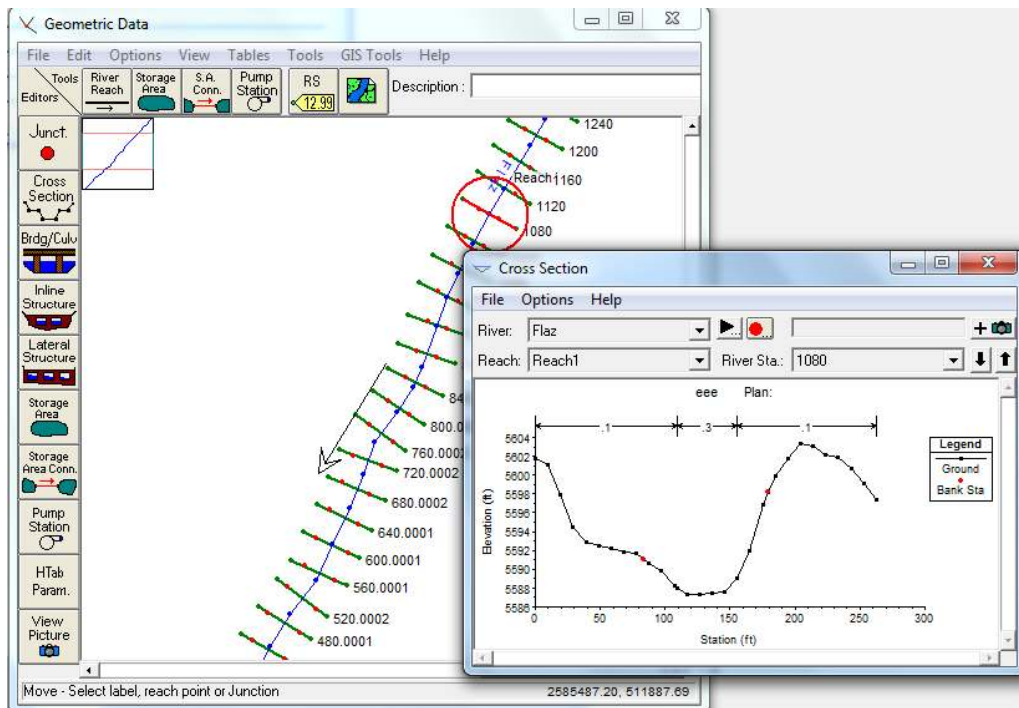 Geometric Data
File Edit Options View Tables Tools GIS Tools Help
Tools
Editors
River
Reach
Storage
Area
S.A.
Conn.
Pump
Station
RS
12.99
Description :
Junct.
Cross
Section
Brdg/Culv
Inline
Structure
Lateral
Structure
Storage
Area
Storage
Area Conn.
Pump
Station
HTab
Param.
View
Picture
1240
1200
1160
Reach
1120
1080
800.0
760.0002
720.0002
680.0002
640.0001
600.0001
560.0001
520.0002
480.0001
Move - Select label, reach point or Junction
2585487.20, 511887.69
Cross Section
File Options Help
River: Flaz
Reach: Reach1 River Sta.: 1080
eee Plan:
.1 .3 .1
5604
5602
5600
5598
5596
5594
5592
5590
5588
5586
Elevation (ft)
0 50 100 150 200 250 300
Station (ft)
Legend
Ground
Bank Sta